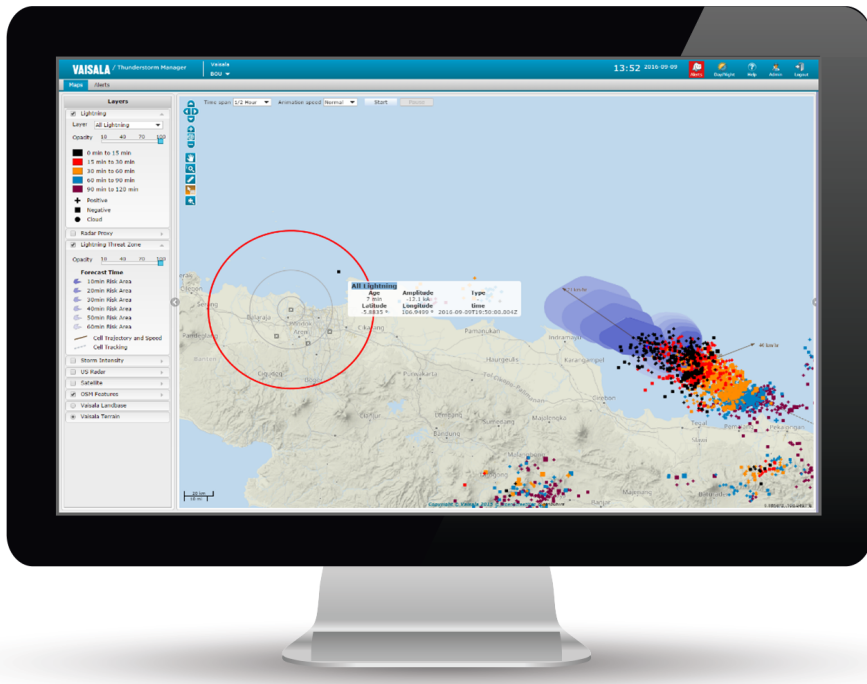 VAISALA / Thunderstorm Manager
Vaisala
BOU
13:52 2016-09-09
Alerts
Day/Night
Help
Admin
Logout
Maps
Alerts
Layers
Time span
1/2 Hour
Animation speed
Normal
Start
Pause
Lightning
Layer
All Lightning
Opacity
10 40 70 100
0 min to 15 min
15 min to 30 min
30 min to 60 min
60 min to 90 min
90 min to 120 min
Positive
Negative
Cloud
Radar Proxy
Lightning Threat Zone
Opacity
10 40 70 100
Forecast Time
10min Risk Area
20min Risk Area
30min Risk Area
40min Risk Area
50min Risk Area
60min Risk Area
Cell Trajectory and Speed
Cell Tracking
Storm Intensity
US Radar
Satellite
OSM Features
Vaisala Landbase
Vaisala Terrain
All Lightning
Age Amplitude Type
7 min -12.1 kA -
Latitude Longitude time
-5.8835 ° 106.9499 ° 2016-09-09T19:50:00.004Z
Serang
Balaraja
Cikarang
Pamanukan
Indramayu
Karangampel
Purwakarta
Cirebon
Bandung
Tegal
Pekalongan